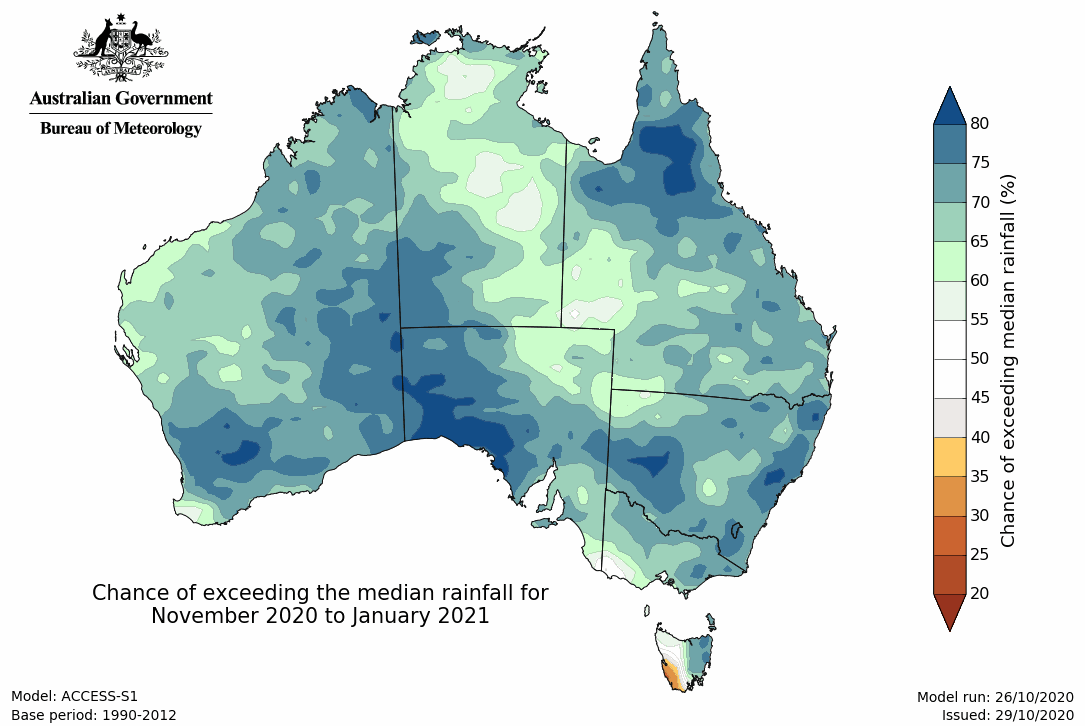 Australian Government
Bureau of Meteorology
80
75
70
65
60
55
50
45
40
35
30
25
20
Chance of exceeding median rainfall (%)
Chance of exceeding the median rainfall for
November 2020 to January 2021
Model: ACCESS-S1
Base period: 1990-2012
Model run: 26/10/2020
Issued: 29/10/2020